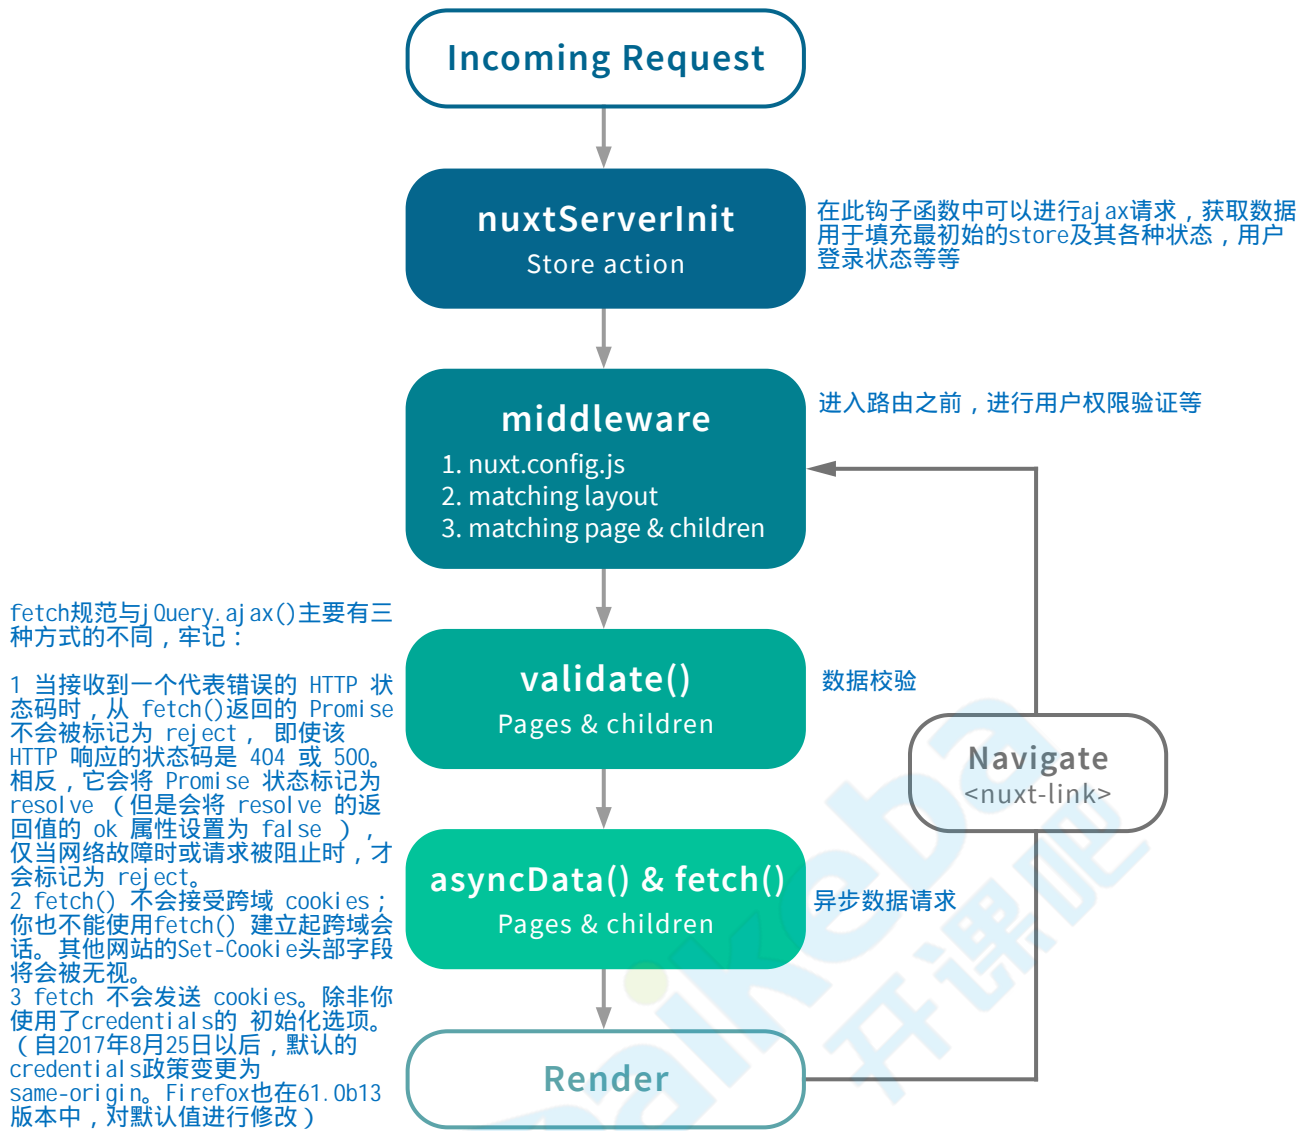 Incoming Request
nuxtServerInit
Store action
在此钩子函数中可以进行ajax请求，获取数据
用于填充最初始的store及其各种状态，用户
登录状态等等
middleware
1. nuxt.config.js
2. matching layout
3. matching page & children
进入路由之前，进行用户权限验证等
fetch规范与jQuery.ajax()主要有三
种方式的不同，牢记：
1 当接收到一个代表错误的 HTTP 状
态码时，从 fetch()返回的 Promise
不会被标记为 reject， 即使该
HTTP 响应的状态码是 404 或 500。
相反，它会将 Promise 状态标记为
resolve （但是会将 resolve 的返
回值的 ok 属性设置为 false ），
仅当网络故障时或请求被阻止时，才
会标记为 reject。
2 fetch() 不会接受跨域 cookies；
你也不能使用fetch() 建立起跨域会
话。其他网站的Set-Cookie头部字段
将会被无视。
3 fetch 不会发送 cookies。除非你
使用了credentials的 初始化选项。
（自2017年8月25日以后，默认的
credentials政策变更为
same-origin。Firefox也在61.0b13
版本中，对默认值进行修改）
validate()
Pages & children
数据校验
Navigate
<nuxt-link>
asyncData() & fetch()
Pages & children
异步数据请求
Render
kaikeba
开课吧